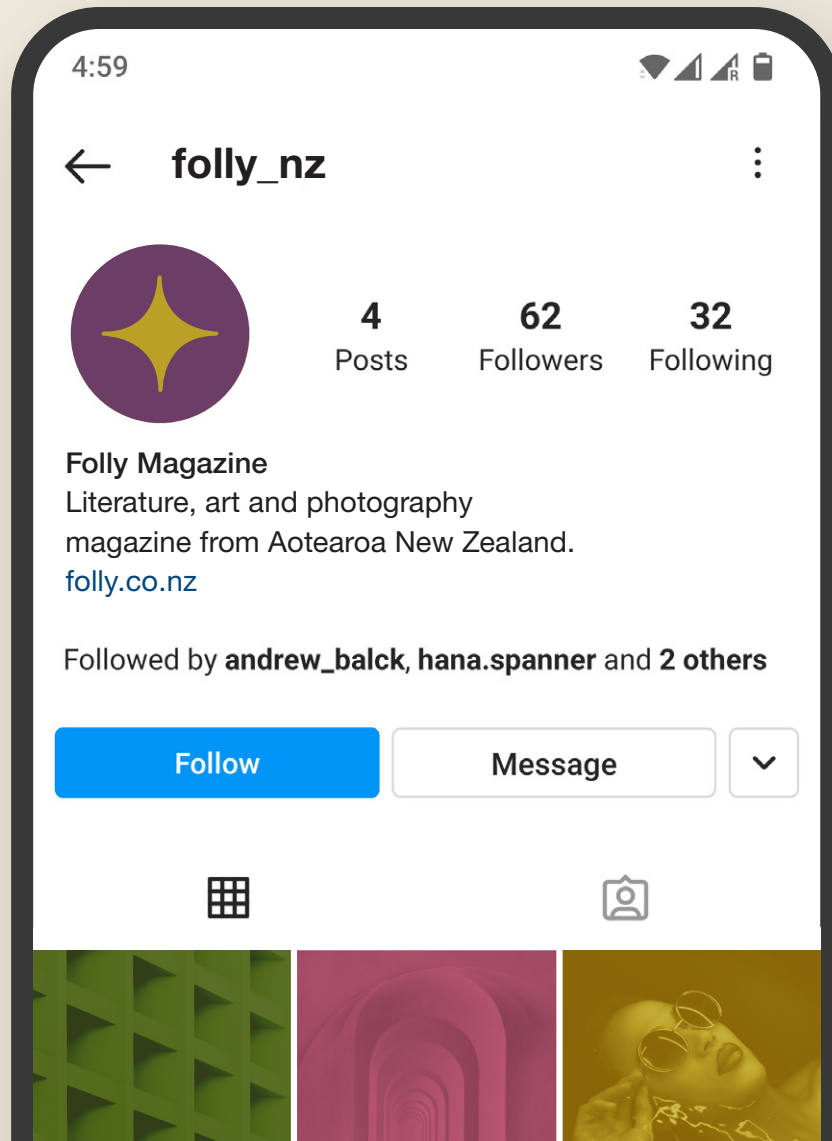 4:59
R
folly_nz
4 62 32
Posts Followers Following
Folly Magazine
Literature, art and photography
magazine from Aotearoa New Zealand.
folly.co.nz
Followed by andrew_balck, hana.spanner and 2 others
Follow Message